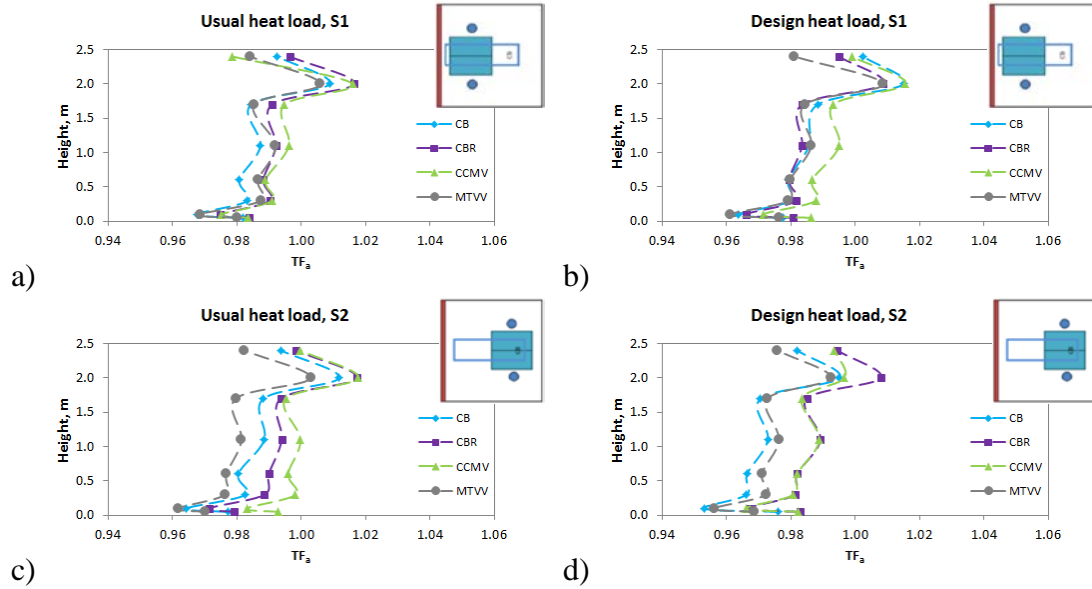 Usual heat load, S1
2.5
2.0
1.5
1.0
0.5
0.0
Height, m
CB
CBR
CCMV
MTVV
0.94 0.96 0.98 1.00 1.02 1.04 1.06
TFa
a)
Design heat load, S1
2.5
2.0
1.5
1.0
0.5
0.0
Height, m
CB
CBR
CCMV
MTVV
0.94 0.96 0.98 1.00 1.02 1.04 1.06
TFa
b)
Usual heat load, S2
2.5
2.0
1.5
1.0
0.5
0.0
Height, m
CB
CBR
CCMV
MTVV
0.94 0.96 0.98 1.00 1.02 1.04 1.06
TFa
c)
Design heat load, S2
2.5
2.0
1.5
1.0
0.5
0.0
Height, m
CB
CBR
CCMV
MTVV
0.94 0.96 0.98 1.00 1.02 1.04 1.06
TFa
d)